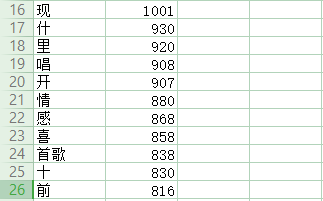 16 现 1001
17 什 930
18 里 920
19 唱 908
20 开 907
21 情 880
22 感 868
23 喜 858
24 首歌 838
25 十 830
26 前 816